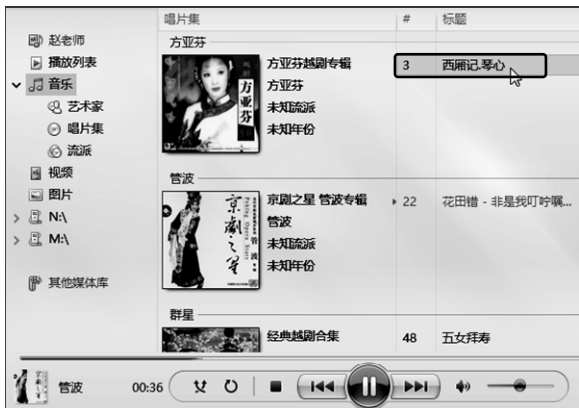 唱片集 # 标题
赵老师
播放列表
音乐
艺术家
唱片集
流派
视频
图片
N:\
M:\
其他媒体库
方亚芬
方亚芬越剧专辑 3 西厢记.琴心
方亚芬
未知流派
未知年份
方亚芬
管波
京剧之星 管波专辑 22 花田错 - 非是我叮咛嘱...
管波
未知流派
未知年份
京剧之星
Peking Opera Stars
管波
群星
经典越剧合集 48 五女拜寿
管波 00:36